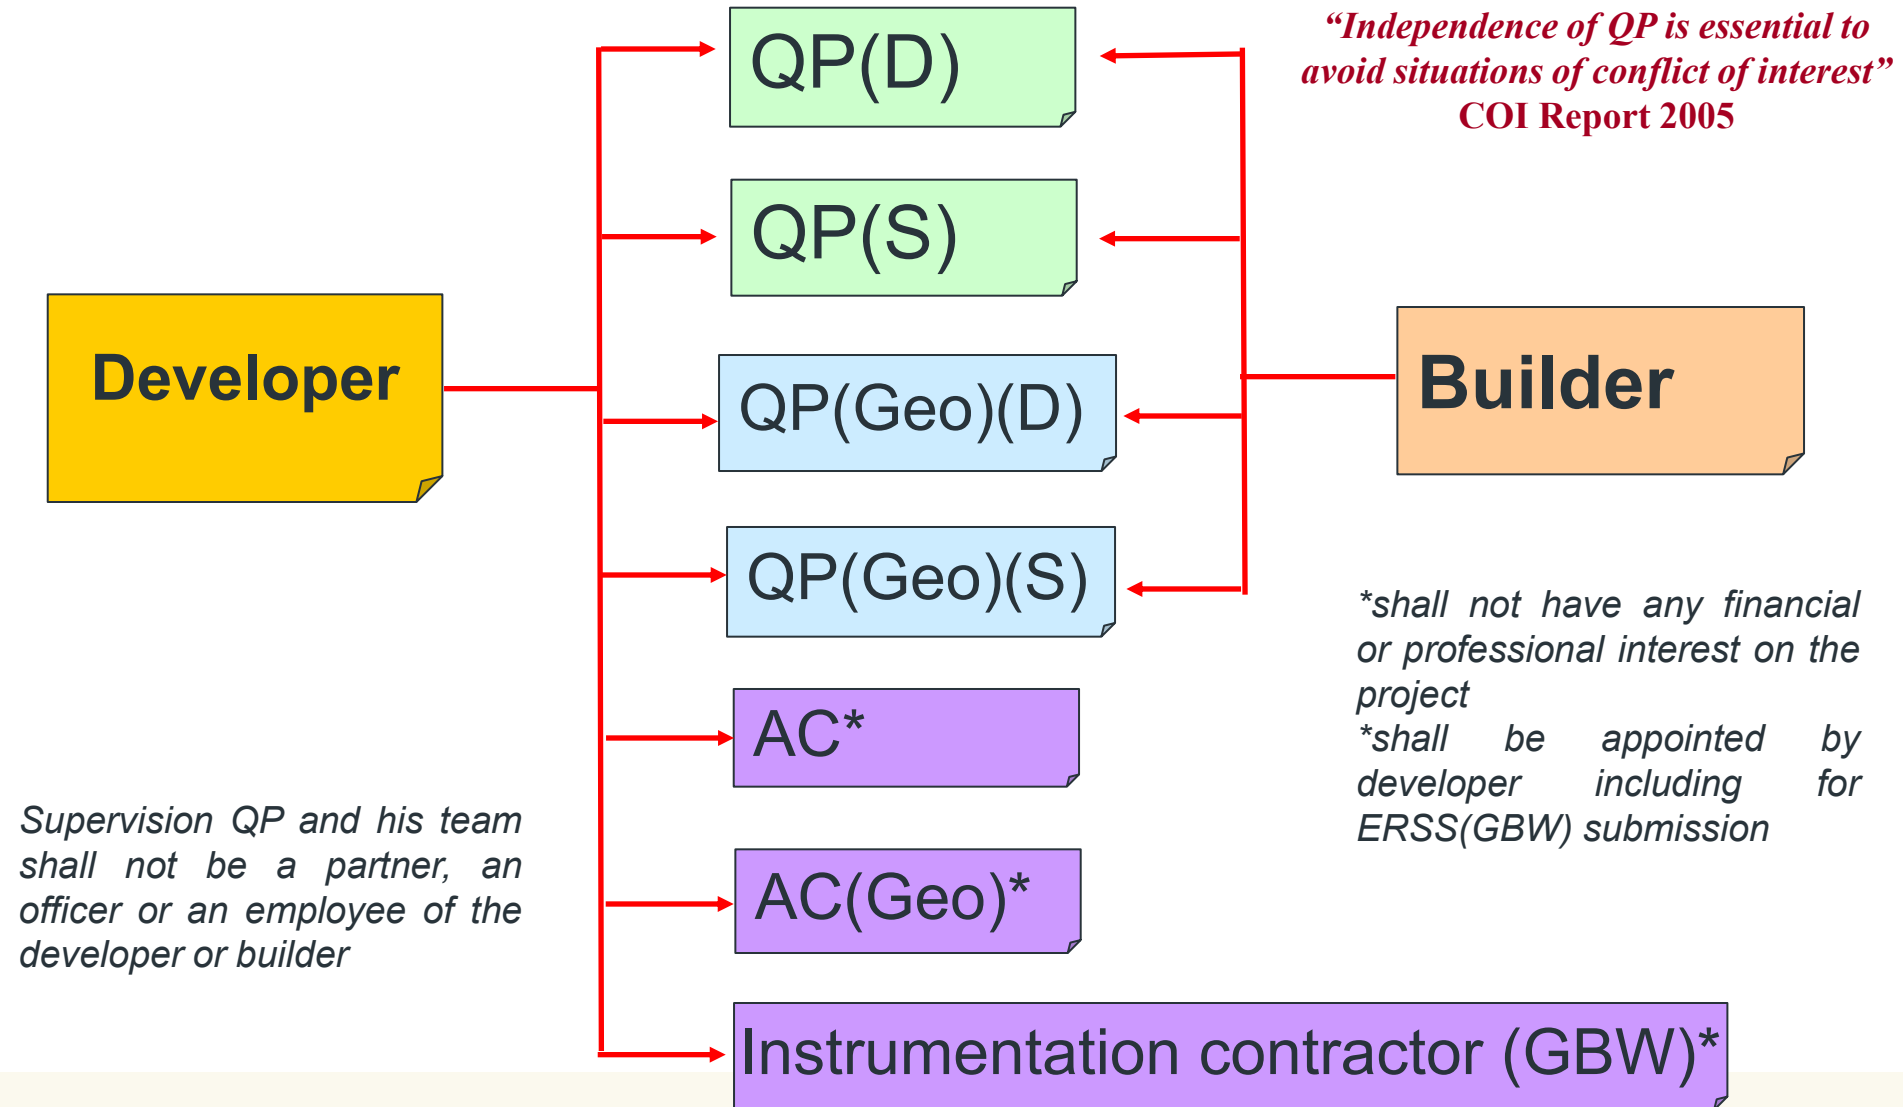 “Independence of QP is essential to
avoid situations of conflict of interest”
COI Report 2005
QP(D)
QP(S)
Developer
QP(Geo)(D)
Builder
QP(Geo)(S)
*shall not have any financial
or professional interest on the
project
*shall be appointed by
developer including for
ERSS(GBW) submission
AC*
Supervision QP and his team
shall not be a partner, an
officer or an employee of the
developer or builder
AC(Geo)*
Instrumentation contractor (GBW)*